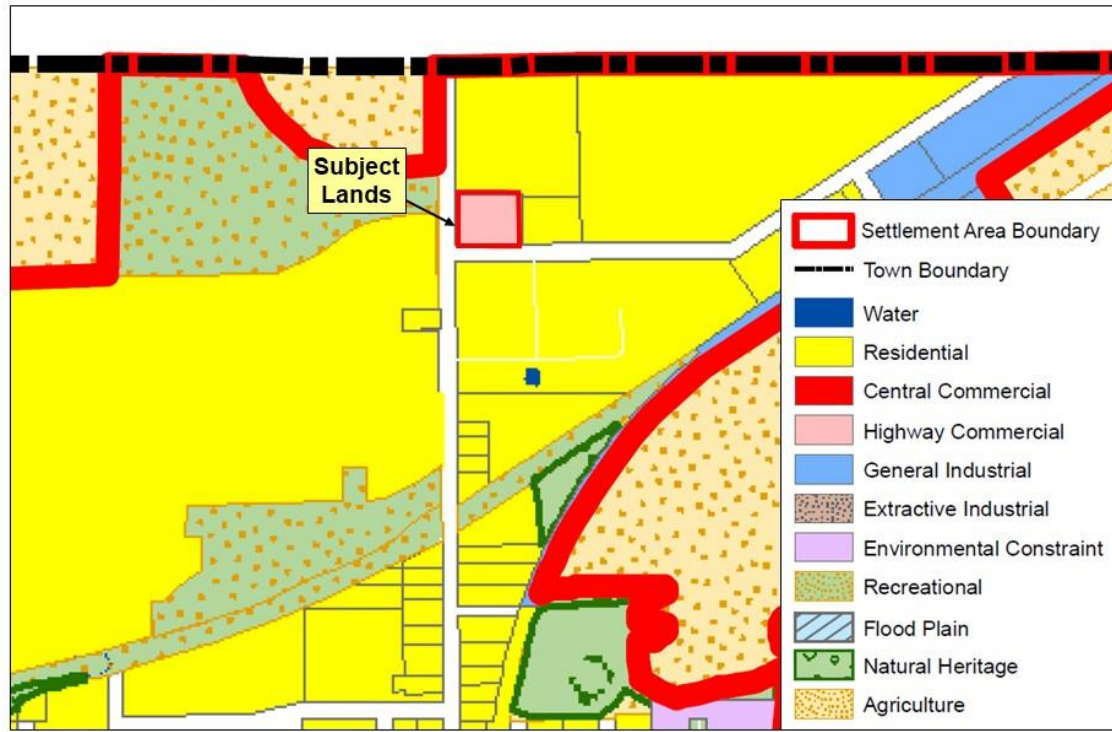 Subject
Lands
Settlement Area Boundary
Town Boundary
Water
Residential
Central Commercial
Highway Commercial
General Industrial
Extractive Industrial
Environmental Constraint
Recreational
Flood Plain
Natural Heritage
Agriculture